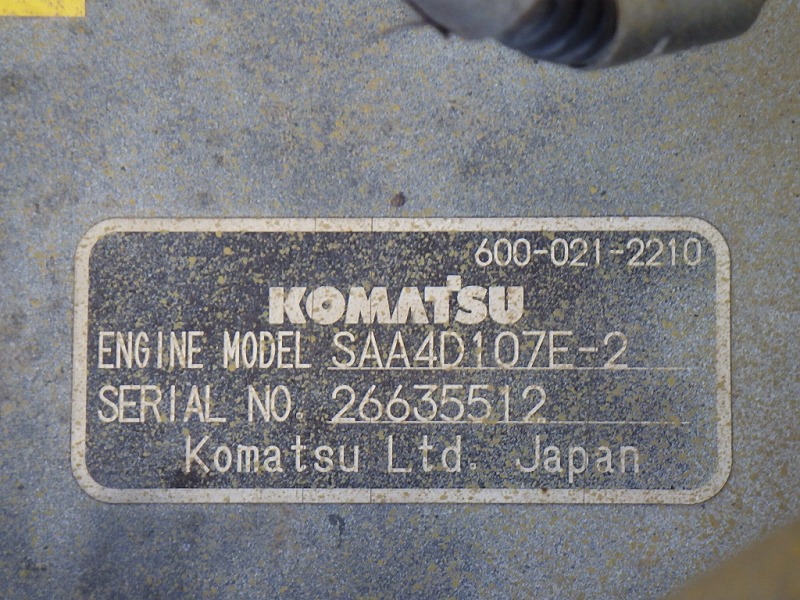 600-021-2210
KOMATSU
ENGINE MODEL SAA4D107E-2
SERIAL NO. 26635512
Komatsu Ltd. Japan